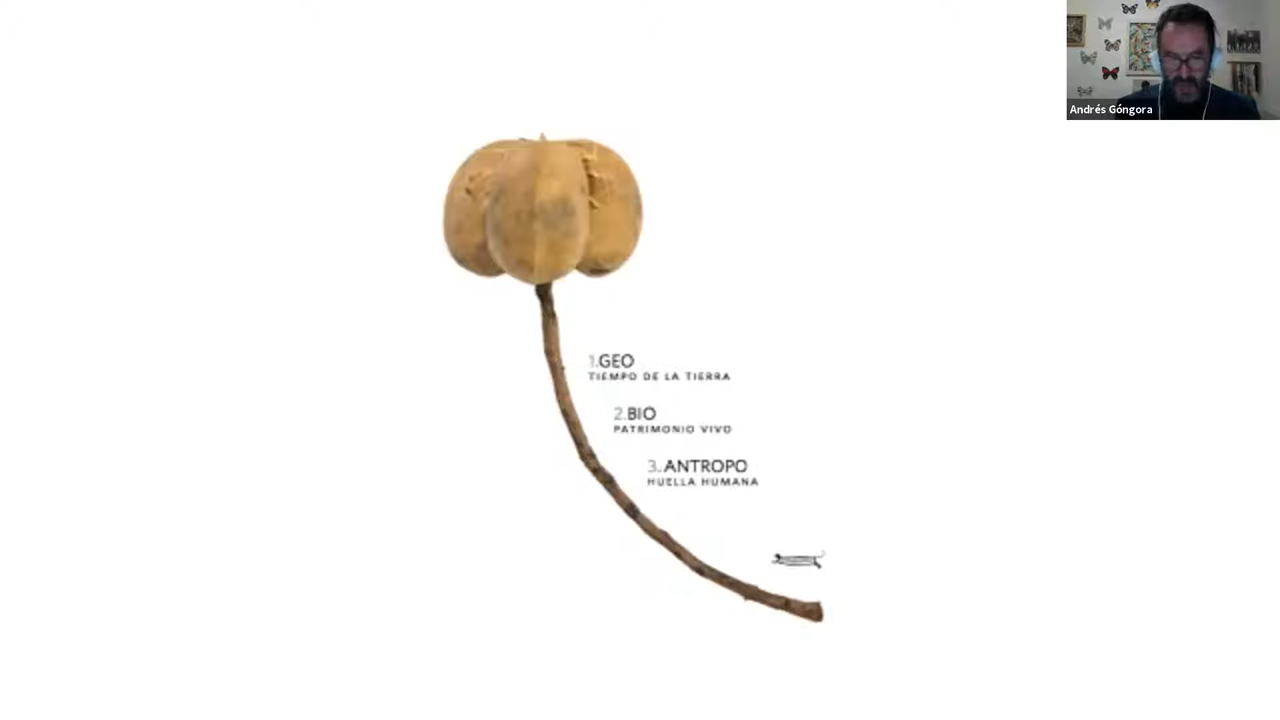 Andrés Góngora
1.GEO
TIEMPO DE LA TIERRA
2.BIO
PATRIMONIO VIVO
3.ANTROPO
HUELLA HUMANA